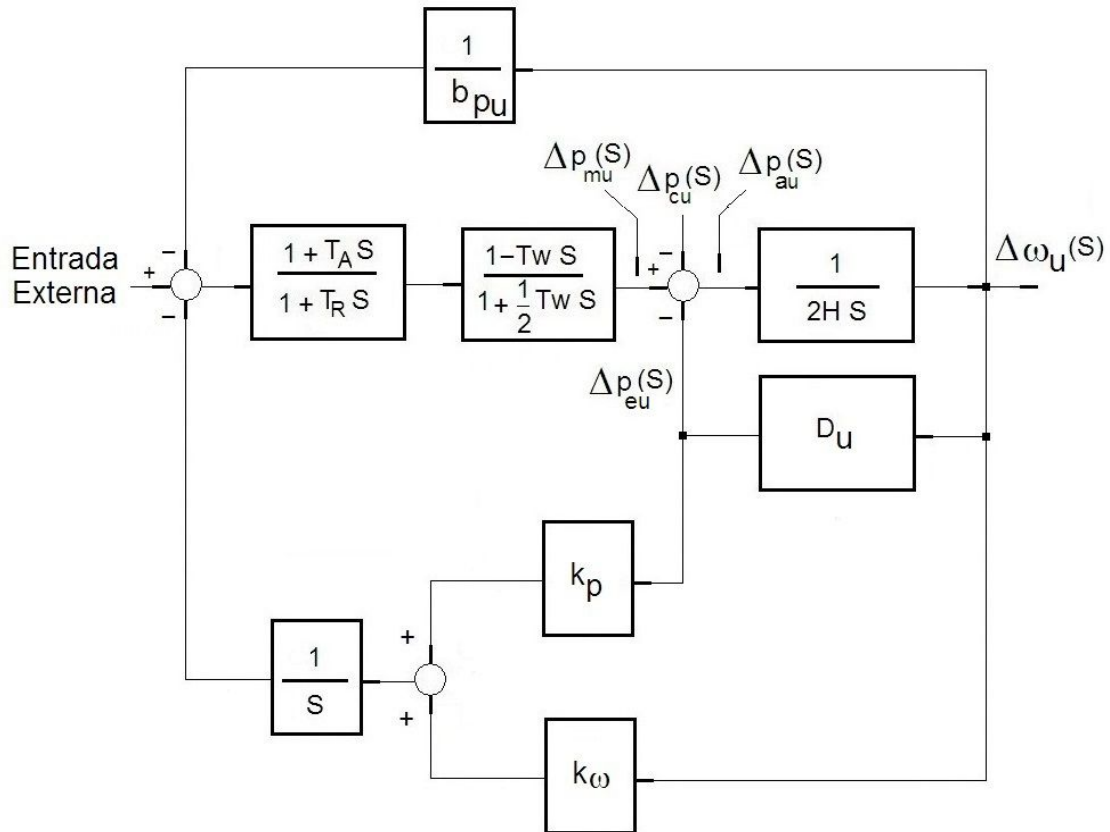 1
b pu
Δp mu (S)
Δp cu (S)
Δp au (S)
Entrada
Externa
+
−
−
1 + T A S
1 + T R S
1−Tw S
1 + 1/2 Tw S
+
−
−
1
2H S
Δω u (S)
Δp eu (S)
D u
k p
+
+
1
S
k ω